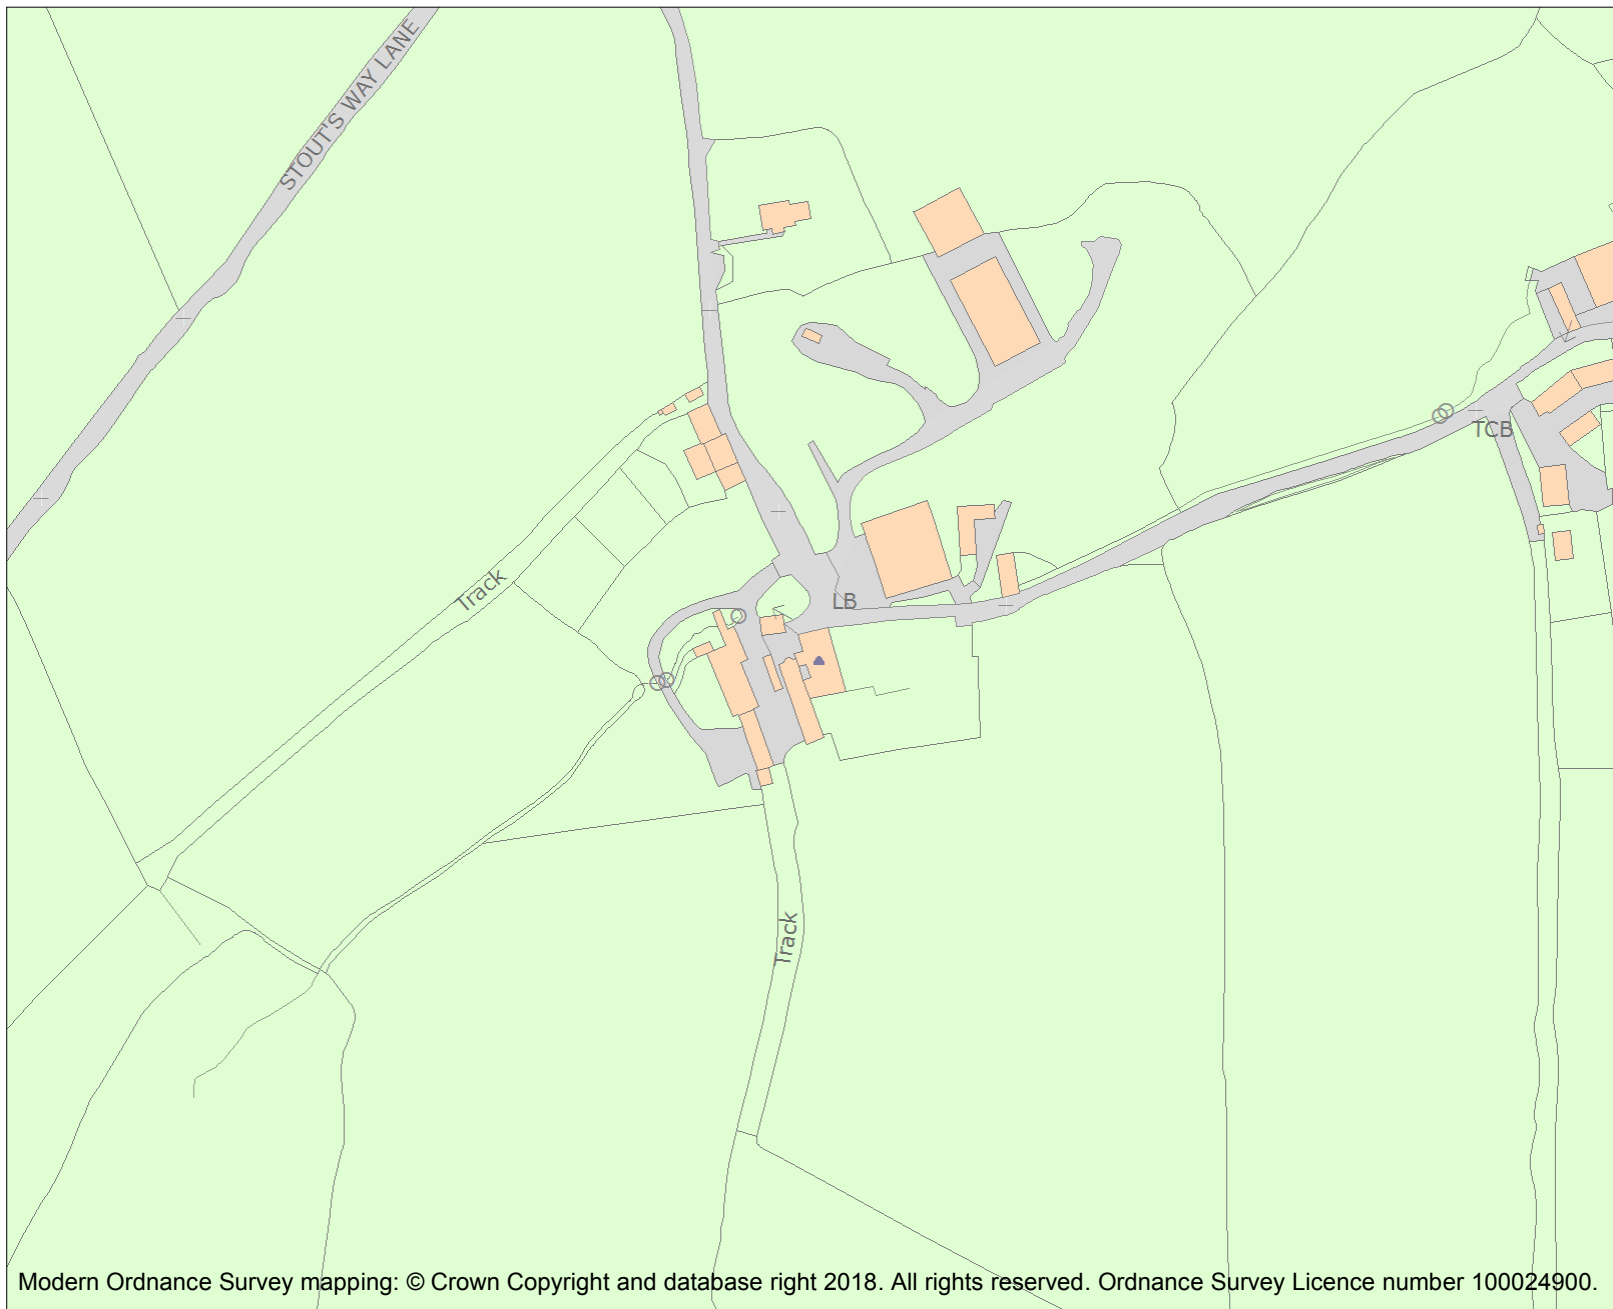 STOUT'S WAY LANE
TCB
Track
LB
Track
Modern Ordnance Survey mapping: © Crown Copyright and database right 2018. All rights reserved. Ordnance Survey Licence number 100024900.